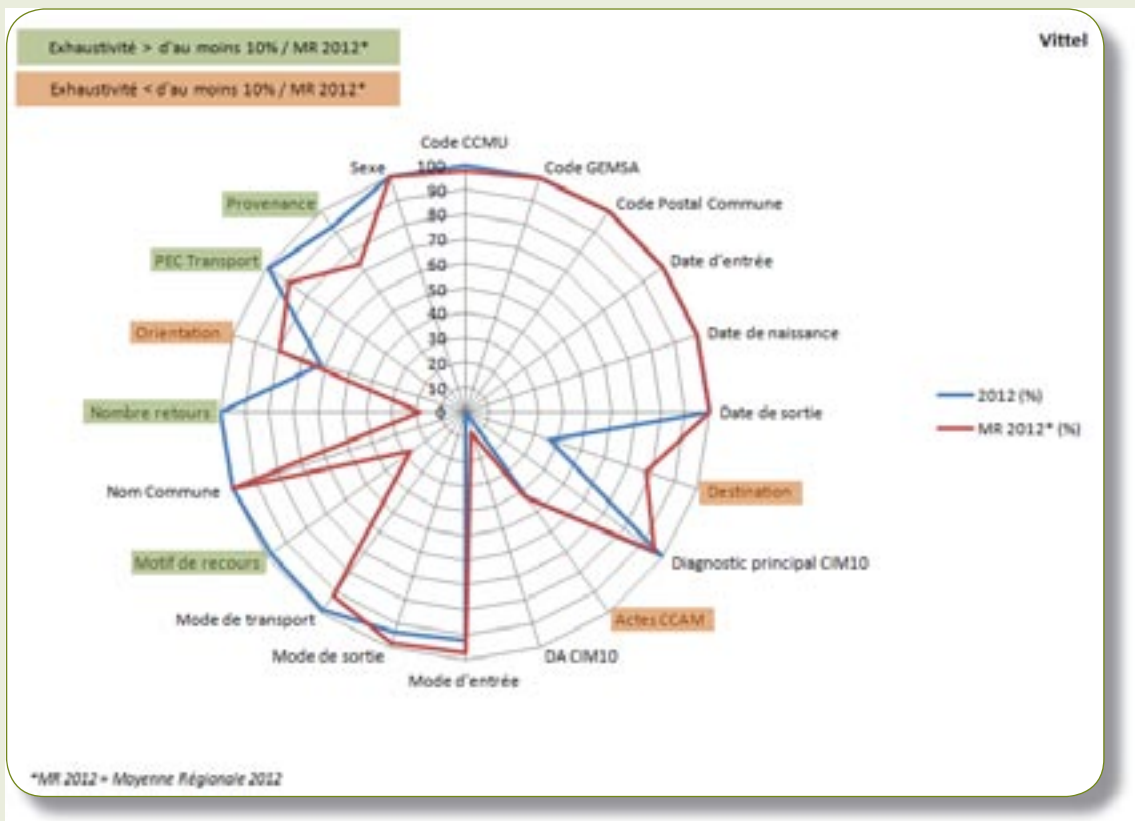 Exhaustivité > d'au moins 10% / MR 2012*
Vittel
Exhaustivité < d'au moins 10% / MR 2012*
Code CCMU
Sexe
100
Code GEMSA
Provenance
90
Code Postal Commune
80
PEC Transport
70
Date d'entrée
60
50
Orientation
40
Date de naissance
30
20
2012 (%)
10
Nombre retours
0
Date de sortie
MR 2012* (%)
Nom Commune
Destination
Motif de recours
Diagnostic principal CIM10
Mode de transport
Actes CCAM
Mode de sortie
DA CIM10
Mode d'entrée
*MR 2012 = Moyenne Régionale 2012